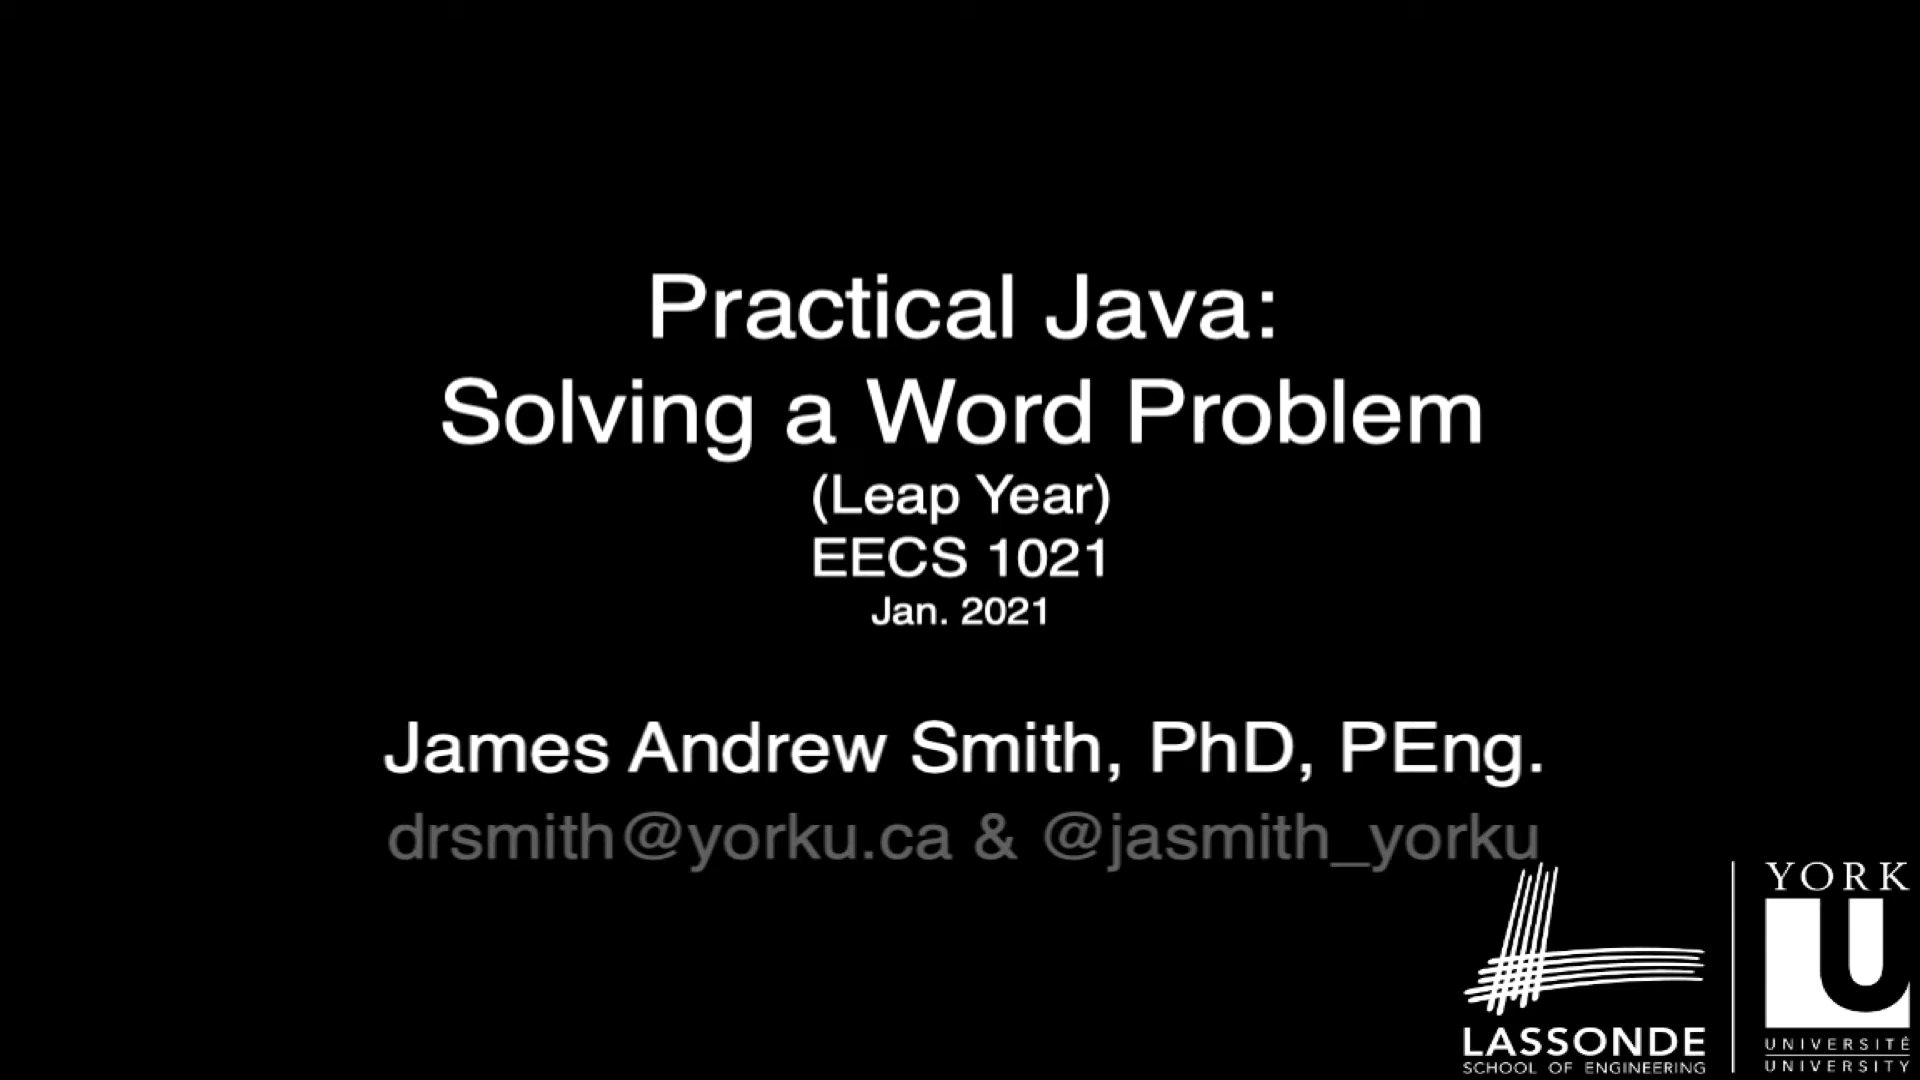 Practical Java:
Solving a Word Problem
(Leap Year)
EECS 1021
Jan. 2021
James Andrew Smith, PhD, PEng.
drsmith@yorku.ca & @jasmith_yorku
LASSONDE
SCHOOL OF ENGINEERING
YORK
U
UNIVERSITÉ
UNIVERSITY